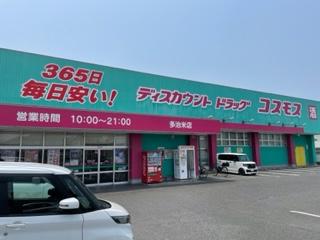 365日
毎日安い!
ディスカウント ドラッグ コスモス 酒
営業時間 10:00~21:00
多治米店